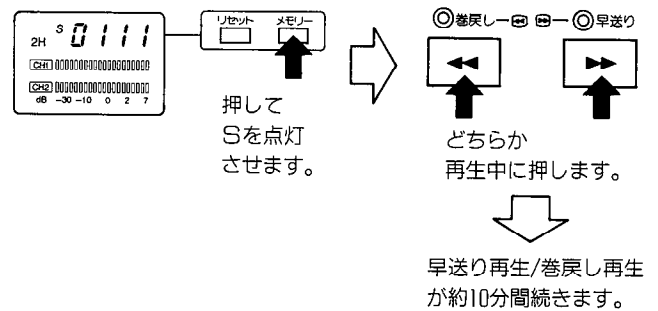 2H S 0111
CH1
CH2
dB -30 -10 0 2 7
リセット メモリー
押して
Sを点灯
させます。
◎巻戻し ◎早送り
◀◀ ▶▶
どちらか
再生中に押します。
早送り再生/巻戻し再生
が約10分間続きます。